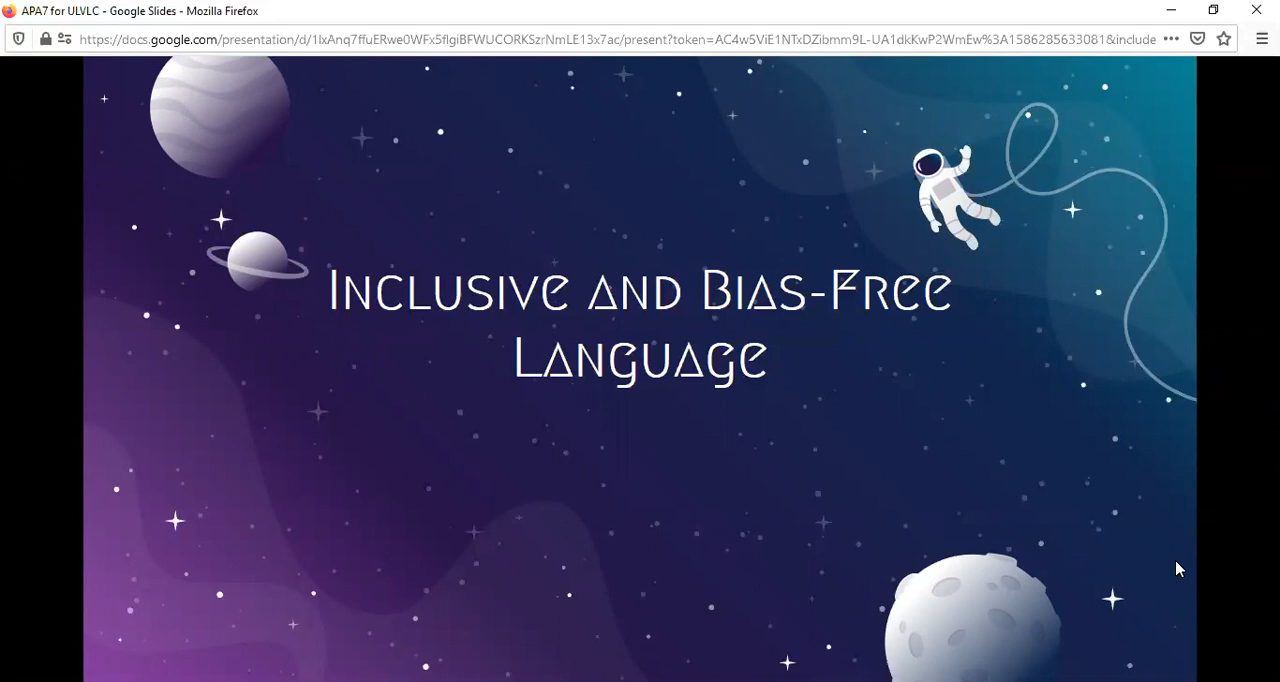 APA7 for ULVLC - Google Slides - Mozilla Firefox
https://docs.google.com/presentation/d/1lxAnq7ffuERwe0WFx5flgiBFWUCORKSzrNmLE13x7ac/present?token=AC4w5ViE1NTxDZibmm9L-UA1dkKwP2WmEw%3A1586285633081&include
Inclusive and Bias-Free
Language